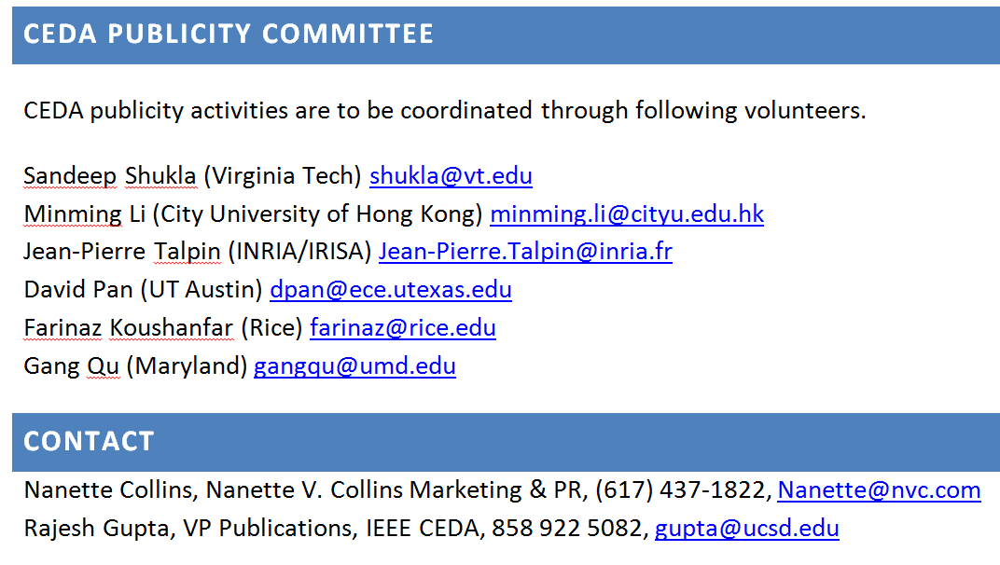 CEDA PUBLICITY COMMITTEE
CEDA publicity activities are to be coordinated through following volunteers.
Sandeep Shukla (Virginia Tech) shukla@vt.edu
Minming Li (City University of Hong Kong) minming.li@cityu.edu.hk
Jean-Pierre Talpin (INRIA/IRISA) Jean-Pierre.Talpin@inria.fr
David Pan (UT Austin) dpan@ece.utexas.edu
Farinaz Koushanfar (Rice) farinaz@rice.edu
Gang Qu (Maryland) gangqu@umd.edu
CONTACT
Nanette Collins, Nanette V. Collins Marketing & PR, (617) 437-1822, Nanette@nvc.com
Rajesh Gupta, VP Publications, IEEE CEDA, 858 922 5082, gupta@ucsd.edu